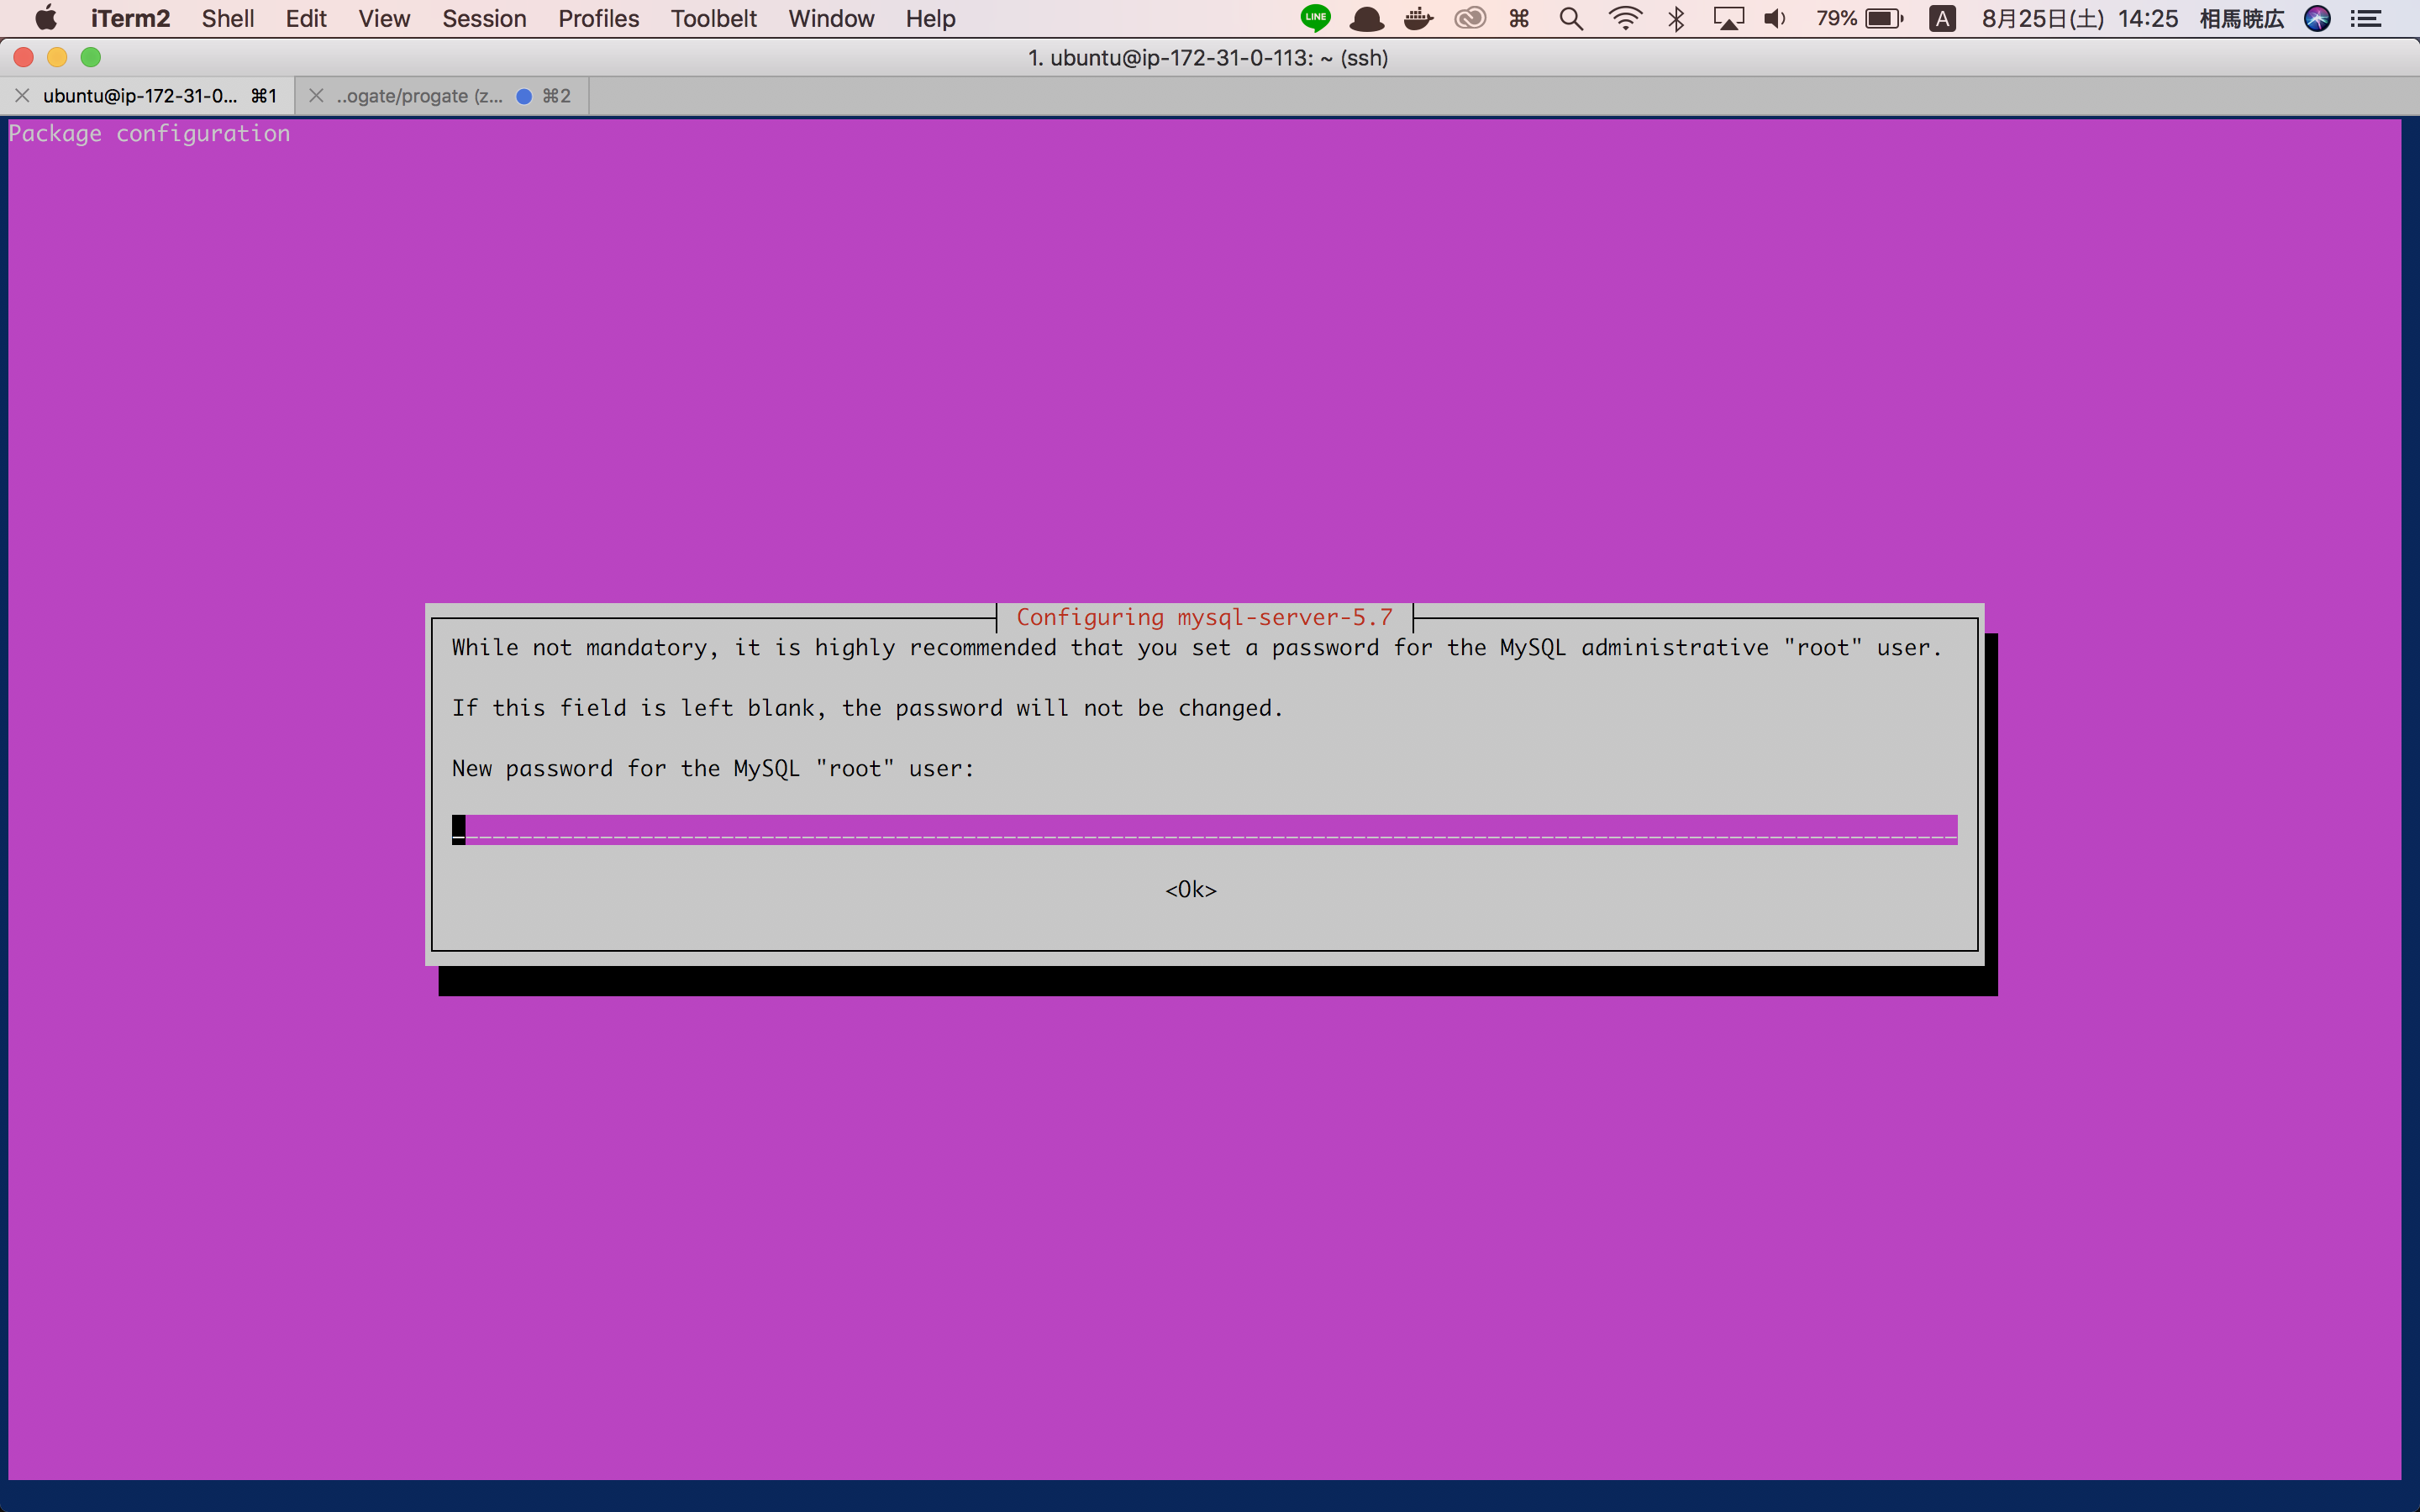 iTerm2 Shell Edit View Session Profiles Toolbelt Window Help LINE 79% A 8月25日(土) 14:25 相馬暁広
1. ubuntu@ip-172-31-0-113: ~ (ssh)
ubuntu@ip-172-31-0... ⌘1 ..ogate/progate (z... ⌘2
Package configuration
Configuring mysql-server-5.7
While not mandatory, it is highly recommended that you set a password for the MySQL administrative "root" user.
If this field is left blank, the password will not be changed.
New password for the MySQL "root" user:
<Ok>